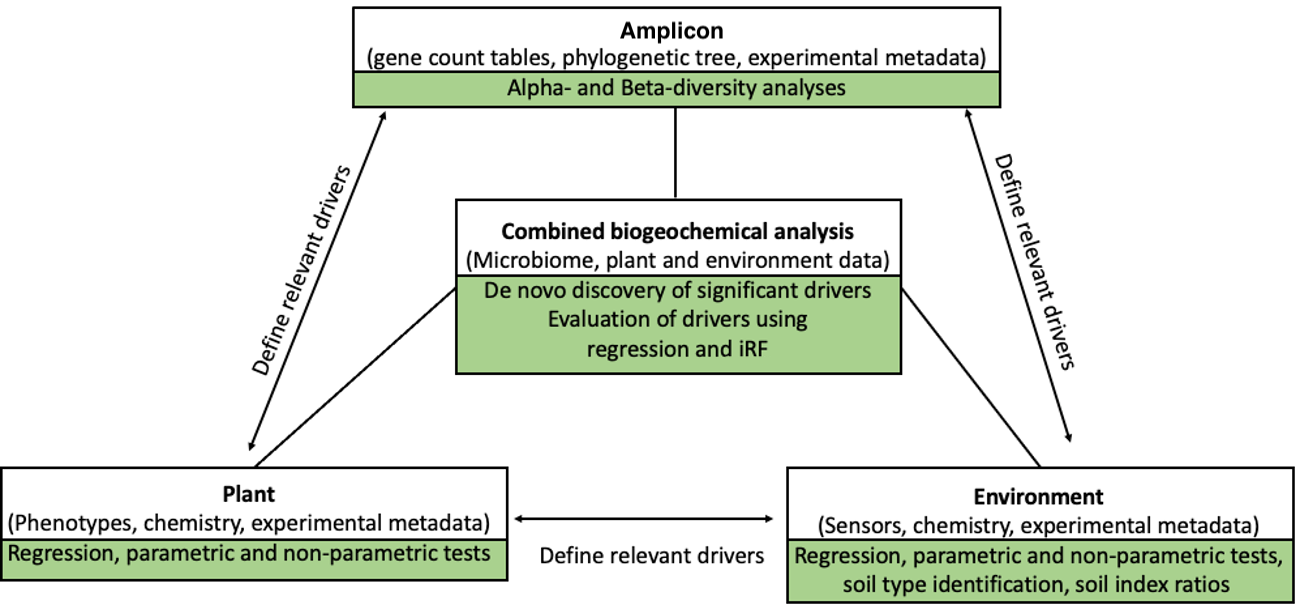 Amplicon
(gene count tables, phylogenetic tree, experimental metadata)
Alpha- and Beta-diversity analyses
Define relevant drivers
Define relevant drivers
Combined biogeochemical analysis
(Microbiome, plant and environment data)
De novo discovery of significant drivers
Evaluation of drivers using
regression and iRF
Plant
(Phenotypes, chemistry, experimental metadata)
Regression, parametric and non-parametric tests
Define relevant drivers
Environment
(Sensors, chemistry, experimental metadata)
Regression, parametric and non-parametric tests,
soil type identification, soil index ratios